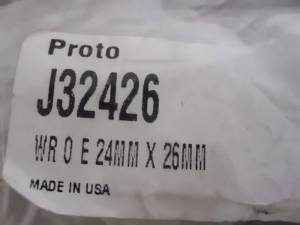 Proto
J32426
WR O E 24MM X 26MM
MADE IN USA